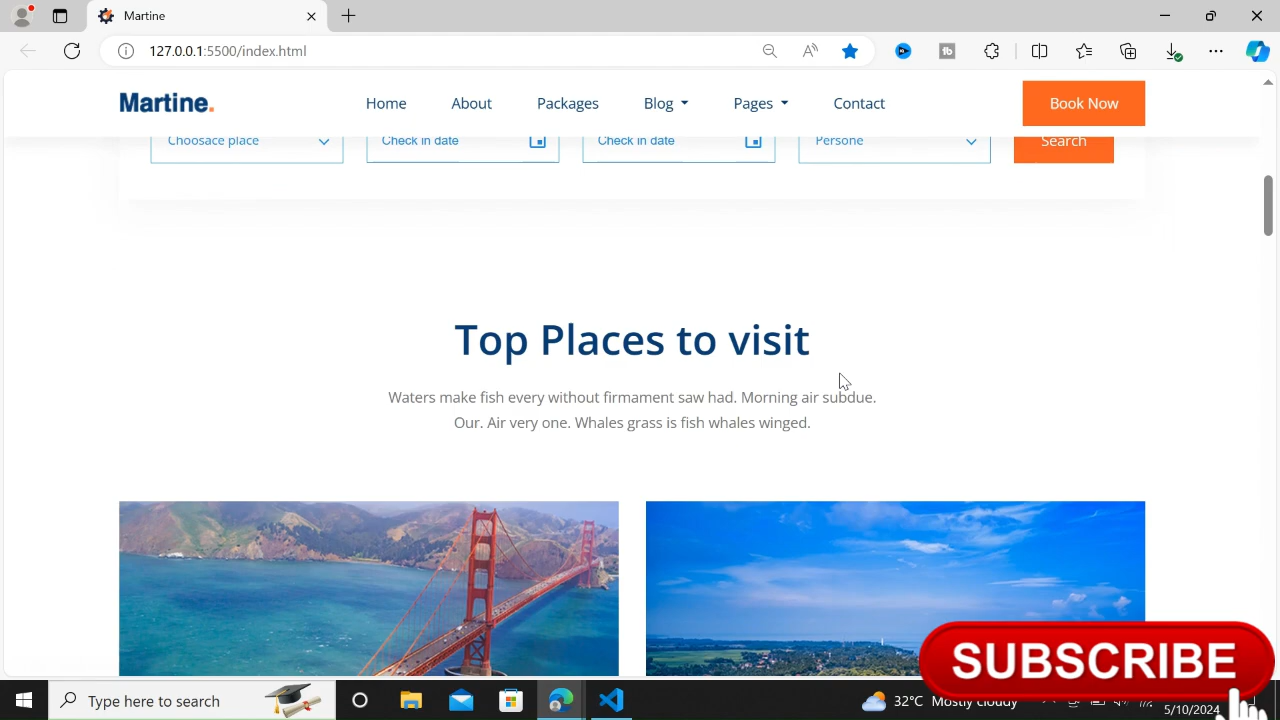 Martine
127.0.0.1:5500/index.html
Martine.
Home
About
Packages
Blog
Pages
Contact
Book Now
Choosace place
Check in date
Check in date
Persone
Search
Top Places to visit
Waters make fish every without firmament saw had. Morning air subdue.
Our. Air very one. Whales grass is fish whales winged.
SUBSCRIBE
Type here to search
32°C Mostly cloudy
5/10/2024